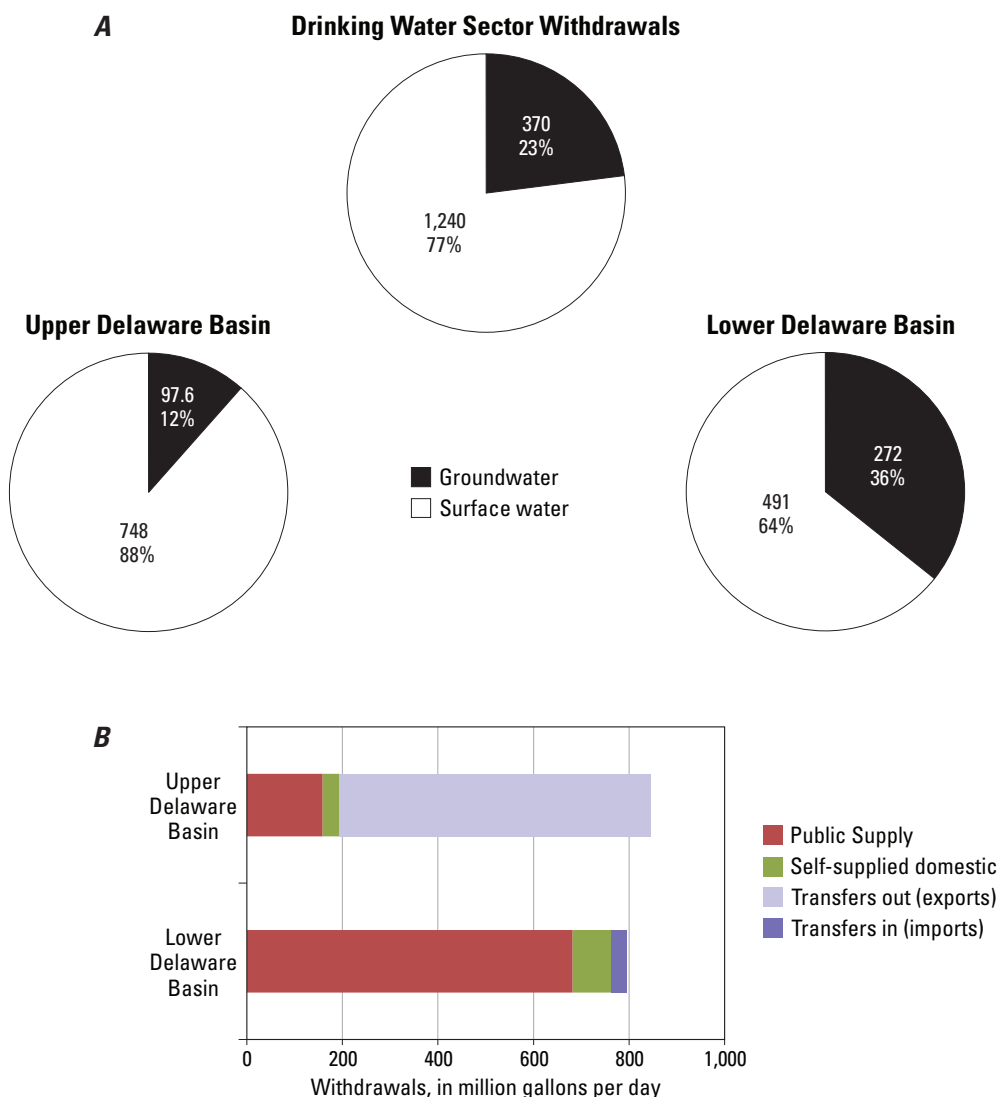 A
Drinking Water Sector Withdrawals
370
23%
1,240
77%
Upper Delaware Basin
97.6
12%
748
88%
Groundwater
Surface water
Lower Delaware Basin
272
36%
491
64%
B
Upper
Delaware
Basin
Lower
Delaware
Basin
0 200 400 600 800 1,000
Withdrawals, in million gallons per day
Public Supply
Self-supplied domestic
Transfers out (exports)
Transfers in (imports)